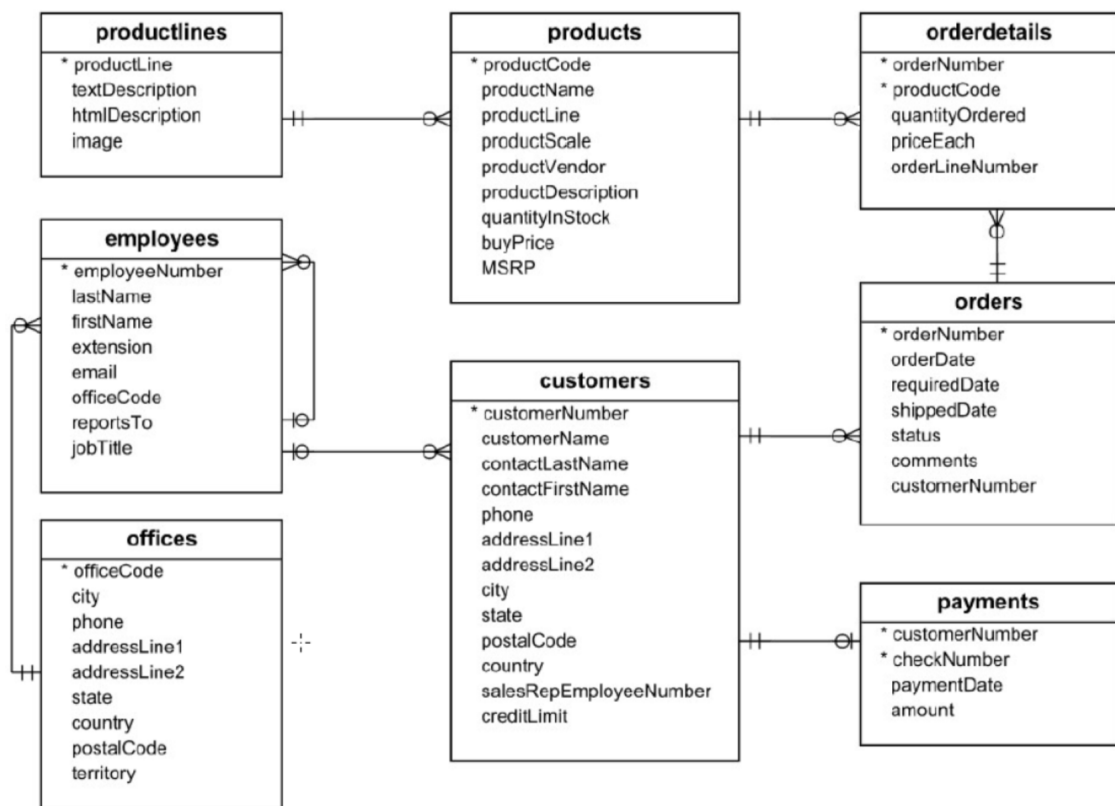 productlines
* productLine
textDescription
htmlDescription
image
products
* productCode
productName
productLine
productScale
productVendor
productDescription
quantityInStock
buyPrice
MSRP
orderdetails
* orderNumber
* productCode
quantityOrdered
priceEach
orderLineNumber
employees
* employeeNumber
lastName
firstName
extension
email
officeCode
reportsTo
jobTitle
customers
* customerNumber
customerName
contactLastName
contactFirstName
phone
addressLine1
addressLine2
city
state
postalCode
country
salesRepEmployeeNumber
creditLimit
orders
* orderNumber
orderDate
requiredDate
shippedDate
status
comments
customerNumber
offices
* officeCode
city
phone
addressLine1
addressLine2
state
country
postalCode
territory
payments
* customerNumber
* checkNumber
paymentDate
amount